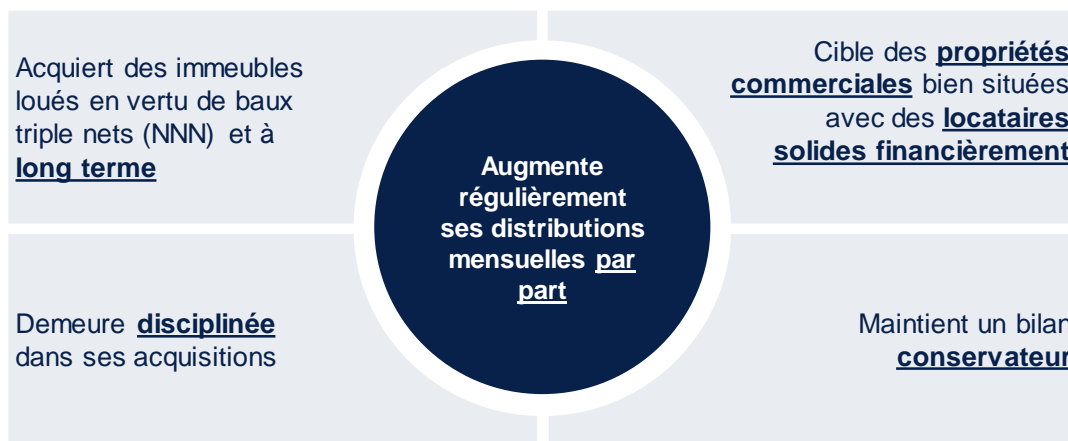 Acquiert des immeubles
loués en vertu de baux
triple nets (NNN) et à
long terme
Cible des propriétés
commerciales bien situées
avec des locataires
solides financièrement
Augmente
régulièrement
ses distributions
mensuelles par
part
Demeure disciplinée
dans ses acquisitions
Maintient un bilan
conservateur